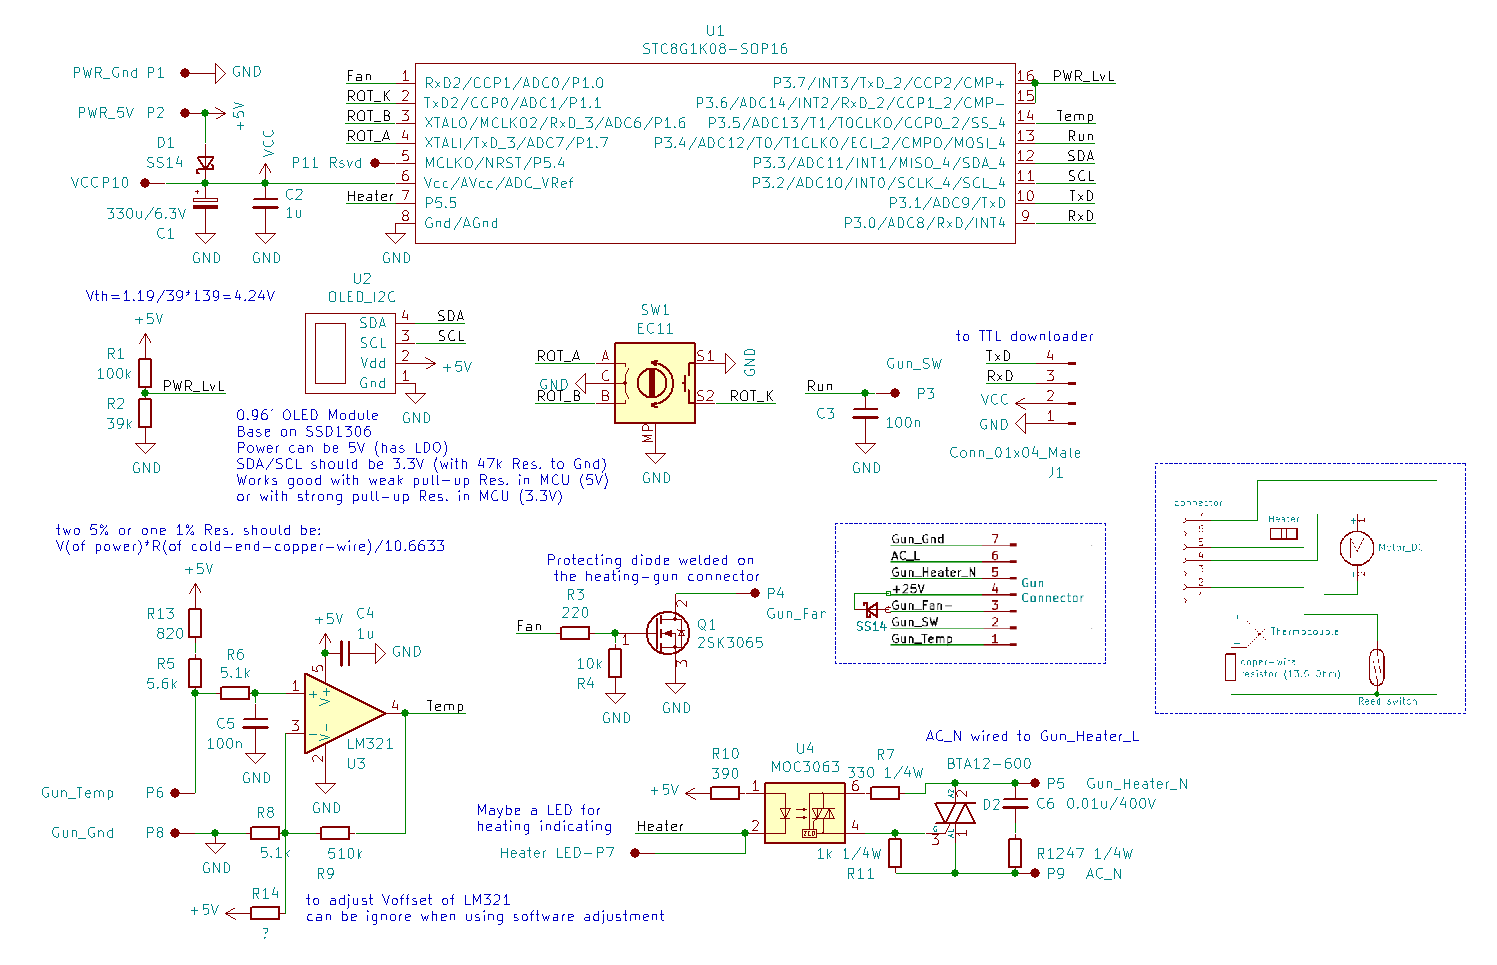 U1
STC8G1K08-SOP16
PWR_Gnd P1
GND
PWR_5V P2
+5V
D1
SS14
VCC
VCCP10
330u/6.3V
C1
C2
1u
GND
GND
P11 Rsvd
Fan 1 RxD2/CCP1/ADC0/P1.0
ROT_K 2 TxD2/CCP0/ADC1/P1.1
ROT_B 3 XTALO/MCLKO2/RxD_3/ADC6/P1.6
ROT_A 4 XTALI/TxD_3/ADC7/P1.7
5 MCLKO/NRST/P5.4
6 Vcc/AVcc/ADC_VRef
Heater 7 P5.5
8 Gnd/AGnd
GND
P3.7/INT3/TxD_2/CCP2/CMP+ 16 PWR_LvL
P3.6/ADC14/INT2/RxD_2/CCP1_2/CMP- 15
P3.5/ADC13/T1/T0CLKO/CCP0_2/SS_4 14 Temp
P3.4/ADC12/T0/T1CLKO/ECI_2/CMPO/MOSI_4 13 Run
P3.3/ADC11/INT1/MISO_4/SDA_4 12 SDA
P3.2/ADC10/INT0/SCLK_4/SCL_4 11 SCL
P3.1/ADC9/TxD 10 TxD
P3.0/ADC8/RxD/INT4 9 RxD
Vth=1.19/39*139=4.24V
+5V
R1
100k
PWR_LvL
R2
39k
GND
U2
OLED_I2C
SDA 4 SDA
SCL 3 SCL
Vdd 2 +5V
Gnd 1
GND
0.96´ OLED Module
Base on SSD1306
Power can be 5V (has LDO)
SDA/SCL should be 3.3V (with 47k Res. to Gnd)
Works good with weak pull-up Res. in MCU (5V)
or with strong pull-up Res. in MCU (3.3V)
SW1
EC11
ROT_A A S1 GND
GND C
ROT_B B S2 ROT_K
MP
GND
Gun_SW
Run P3
C3
100n
GND
to TTL downloader
TxD 4
RxD 3
VCC 2
GND 1
Conn_01x04_Male
J1
two 5% or one 1% Res. should be:
V(of power)*R(of cold-end-copper-wire)/10.6633
+5V
R13
820
R5
5.6k
R6
5.1k
C5
100n
GND
+5V
C4
1u
GND
5
1 + V+
3 - V-
2
4 Temp
LM321
U3
GND
Gun_Temp P6
Gun_Gnd P8
GND
R8
5.1k
510k
R9
R14
+5V
?
to adjust Voffset of LM321
can be ignore when using software adjustment
Protecting diode welded on
the heating-gun connector
R3
220
Fan
10k
R4
GND
1
2
3
Q1
2SK3065
GND
P4
Gun_Fan
Gun_Gnd 7
AC_L 6
Gun_Heater_N 5
+25V 4
Gun_Fan- 3
Gun_SW 2
Gun_Temp 1
SS14
Gun
Connector
connector
Heater
Motor_DC
Thermocouple
oper-wire
resistor (13.5 Ohm)
Reed switch
AC_N wired to Gun_Heater_L
R10
390
+5V
U4
MOC3063
1
2
6
4
ZCD
R7
330 1/4W
1k 1/4W
R11
BTA12-600
D2
A2 2
G 3
A1 1
P5 Gun_Heater_N
C6 0.01u/400V
R1247 1/4W
P9 AC_N
Maybe a LED for
heating indicating
Heater
Heater LED-P7